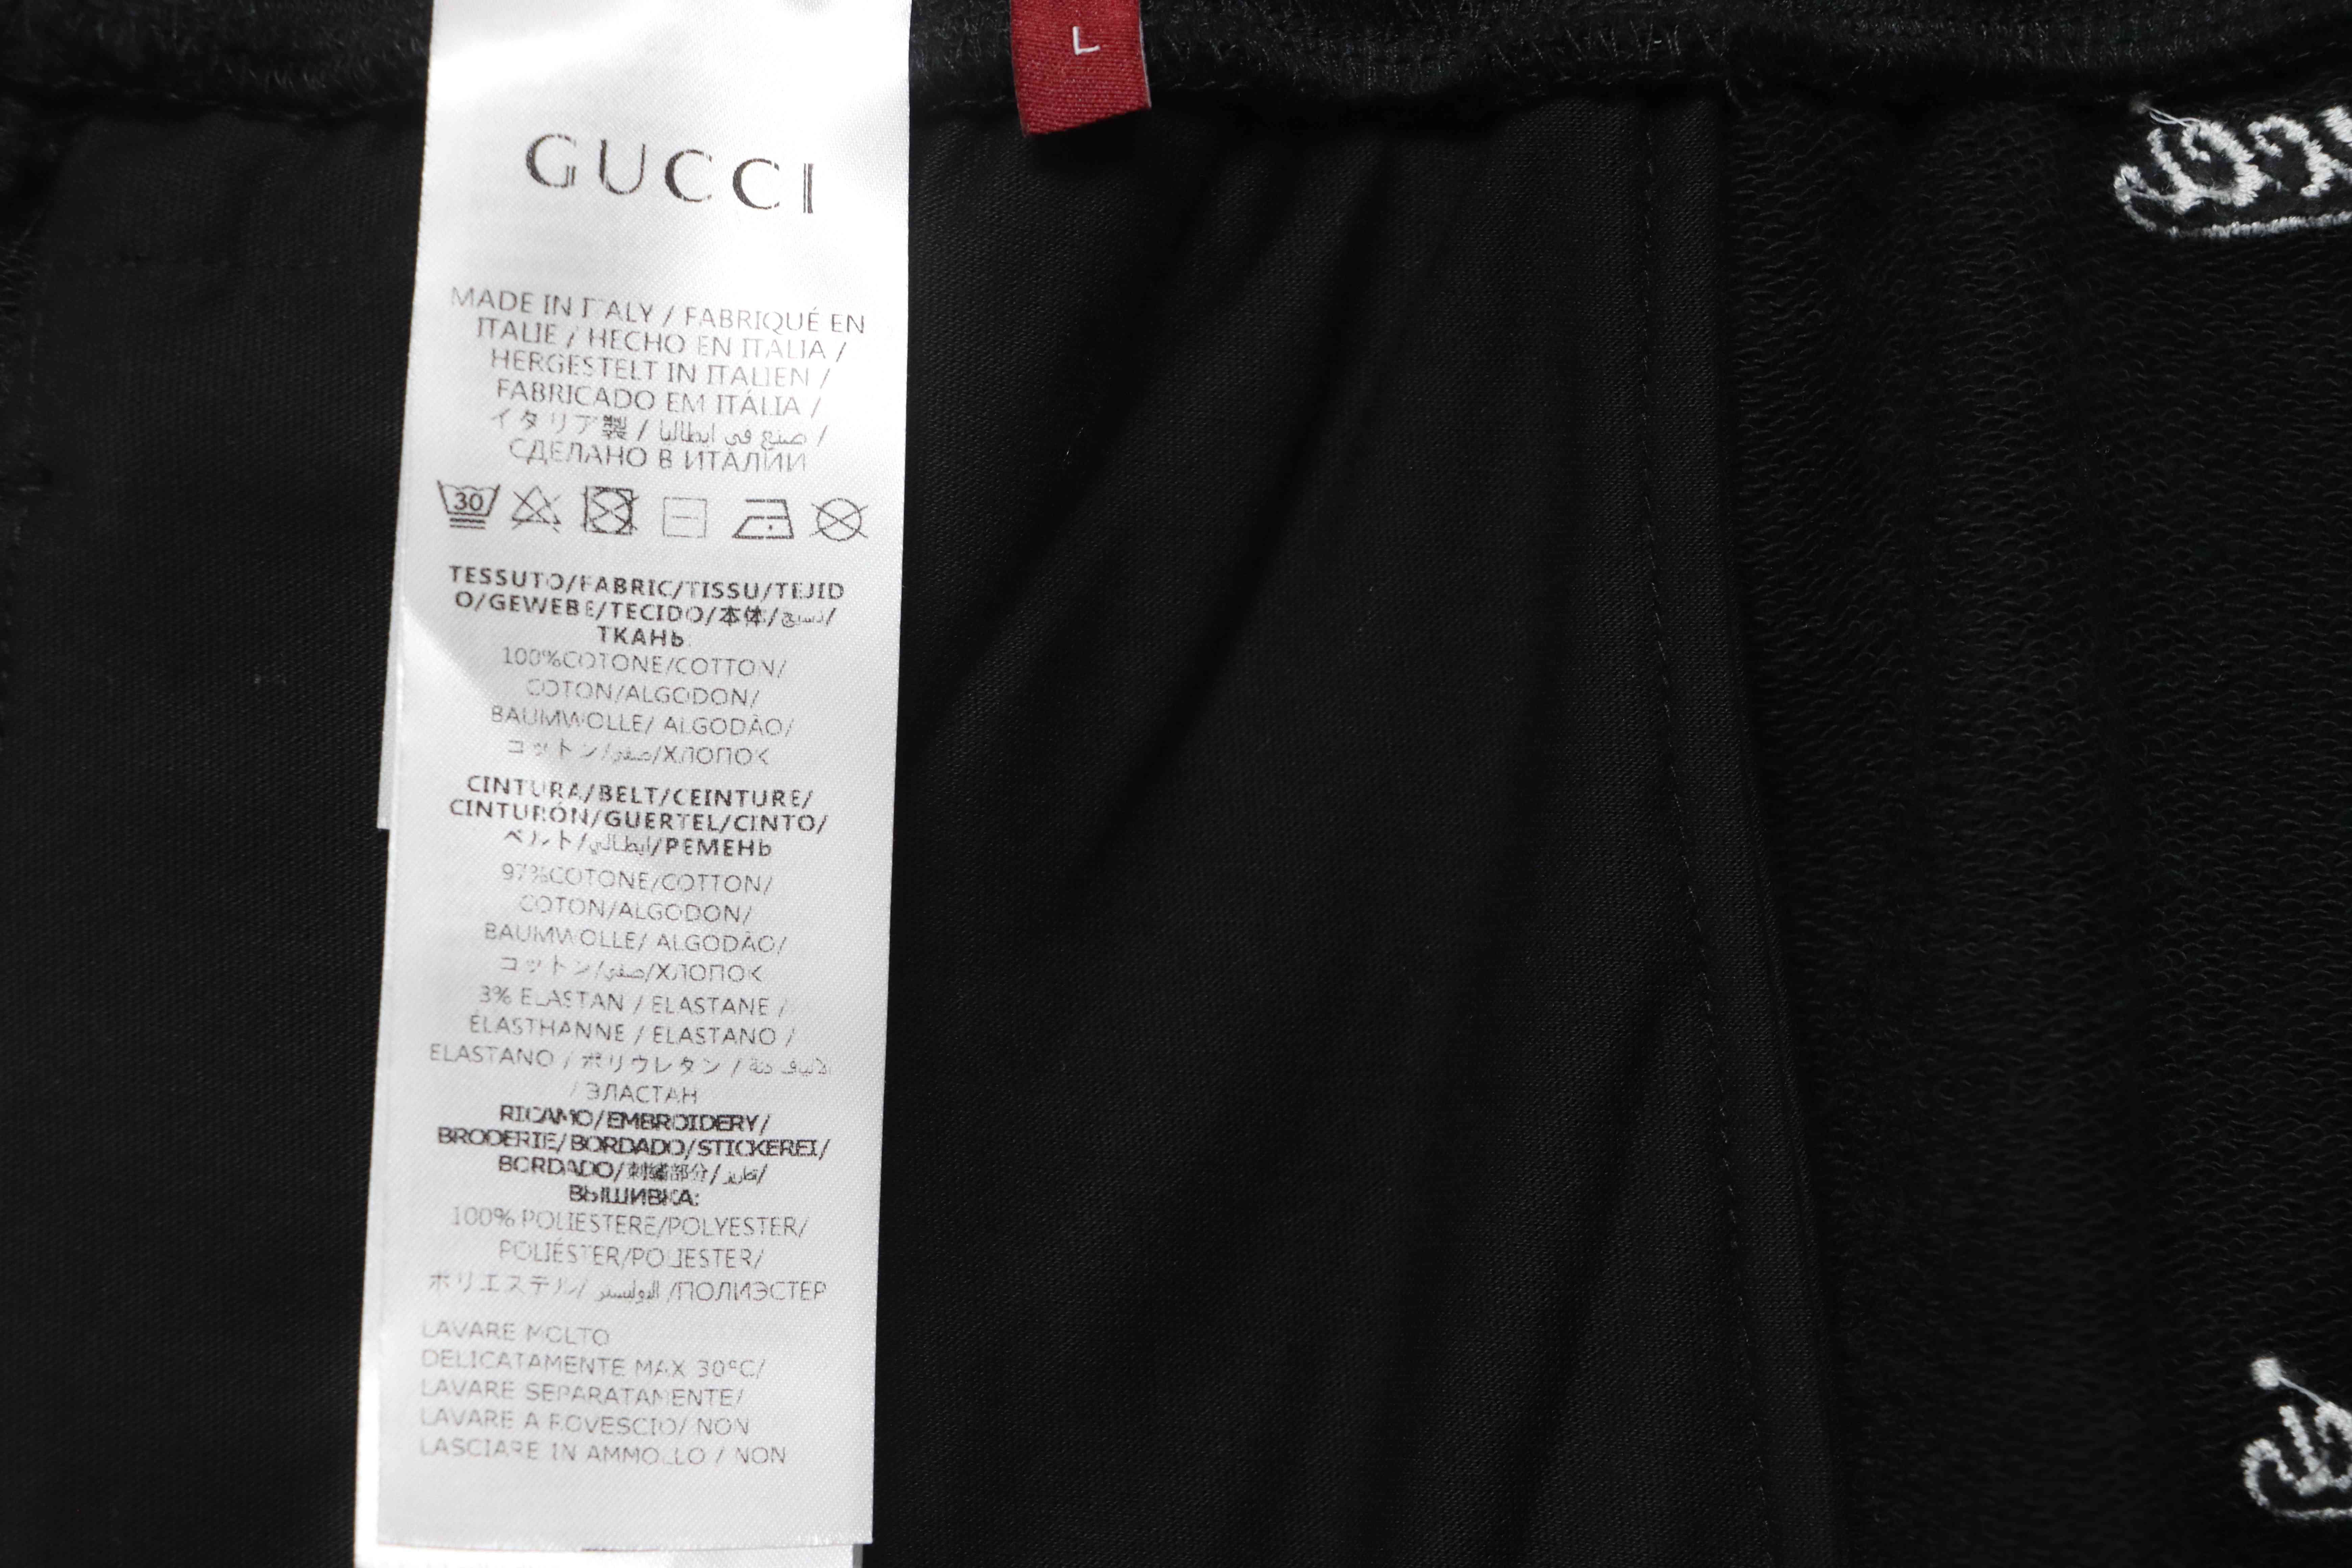 L
GUCCI
MADE IN ITALY / FABRIQUÉ EN
ITALIE / HECHO EN ITALIA /
HERGESTELT IN ITALIEN /
FABRICADO EM ITÁLIA /
イタリア製 / صنع في ايطاليا /
СДЕЛАНО В ИТАЛИИ
30
TESSUTO/FABRIC/TISSU/TEJID
O/GEWEBE/TECIDO/本体/نسيج/
ТКАНЬ:
100%COTONE/COTTON/
COTON/ALGODON/
BAUMWOLLE/ ALGODÃO/
コットン/صفي/ХЛОПОК
CINTURA/BELT/CEINTURE/
CINTURÓN/GUERTEL/CINTO/
ベルト/ايطالي/РЕМЕНЬ
97%COTONE/COTTON/
COTON/ALGODON/
BAUMWOLLE/ ALGODÃO/
コットン/صفي/ХЛОПОК
3% ELASTAN / ELASTANE /
ÉLASTHANNE / ELASTANO /
ELASTANO / ポリウレタン /
/ ЭЛАСТАН
RICAMO/EMBROIDERY/
BRODERIE/BORDADO/STICKEREI/
BORDADO/刺繍部分/
ВЫШИВКА:
100% POLIESTERE/POLYESTER/
POLIÉSTER/POLIESTER/
ポリエステル/ البوليستر /ПОЛИЭСТЕР
LAVARE MOLTO
DELICATAMENTE MAX 30°C/
LAVARE SEPARATAMENTE/
LAVARE A ROVESCIO/ NON
LASCIARE IN AMMOLLO / NON